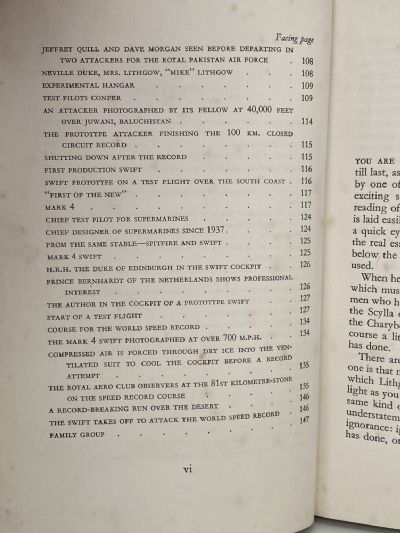 Facing page
JEFFREY QUILL AND DAVE MORGAN SEEN BEFORE DEPARTING IN
TWO ATTACKERS FOR THE ROYAL PAKISTAN AIR FORCE . 108
NEVILLE DUKE, MRS. LITHGOW, "MIKE" LITHGOW . . . 108
EXPERIMENTAL HANGAR . . . . . . 109
TEST PILOTS CONFER . . . . . . 109
AN ATTACKER PHOTOGRAPHED BY ITS FELLOW AT 40,000 FEET
OVER JUWANI, BALUCHISTAN . . . . . 114
THE PROTOTYPE ATTACKER FINISHING THE 100 KM. CLOSED
CIRCUIT RECORD . . . . . . 115
SHUTTING DOWN AFTER THE RECORD . . . . 115
FIRST PRODUCTION SWIFT . . . . . . 116
SWIFT PROTOTYPE ON A TEST FLIGHT OVER THE SOUTH COAST . 116
"FIRST OF THE NEW" . . . . . . 117
MARK 4 . . . . . . . 117
CHIEF TEST PILOT FOR SUPERMARINES . . . . 124
CHIEF DESIGNER OF SUPERMARINES SINCE 1937 . . . 124
FROM THE SAME STABLE—SPITFIRE AND SWIFT . . . 125
MARK 4 SWIFT . . . . . . 125
H.R.H. THE DUKE OF EDINBURGH IN THE SWIFT COCKPIT . . 126
PRINCE BERNHARDT OF THE NETHERLANDS SHOWS PROFESSIONAL
INTEREST . . . . . . . 126
THE AUTHOR IN THE COCKPIT OF A PROTOTYPE SWIFT . . 127
START OF A TEST FLIGHT . . . . . . 127
COURSE FOR THE WORLD SPEED RECORD . . . . 134
THE MARK 4 SWIFT PHOTOGRAPHED AT OVER 700 M.P.H. . . 134
COMPRESSED AIR IS FORCED THROUGH DRY ICE INTO THE VEN-
TILATED SUIT TO COOL THE COCKPIT BEFORE A RECORD
ATTEMPT . . . . . . . 135
THE ROYAL AERO CLUB OBSERVERS AT THE 81ST KILOMETRE-STONE
ON THE SPEED RECORD COURSE . . . . . 135
A RECORD-BREAKING RUN OVER THE DESERT . . . 146
THE SWIFT TAKES OFF TO ATTACK THE WORLD SPEED RECORD . 146
FAMILY GROUP . . . . . . . 147
vi
YOU ARE
till last, as
by one of
exciting s
reading of
is laid easil
a quick ey
the real ess
below the
used.
When he
which mus
men who h
the Scylla
the Charyb
course a lit
has done.
There are
one is that
which Lithg
light as you
same kind
understatem
ignorance: ig
has done, or